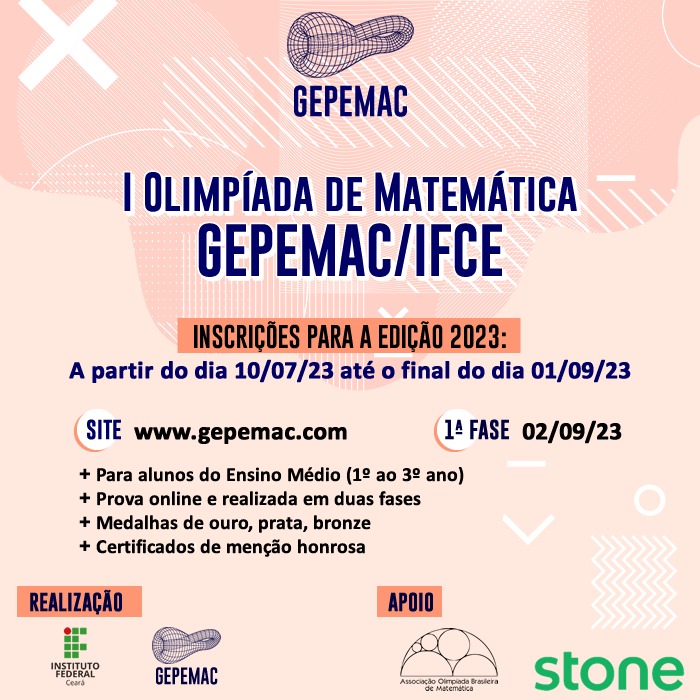 GEPEMAC
I OLIMPÍADA DE MATEMÁTICA
GEPEMAC/IFCE
INSCRIÇÕES PARA A EDIÇÃO 2023:
A partir do dia 10/07/23 até o final do dia 01/09/23
SITE www.gepemac.com
1ª FASE 02/09/23
+ Para alunos do Ensino Médio (1º ao 3º ano)
+ Prova online e realizada em duas fases
+ Medalhas de ouro, prata, bronze
+ Certificados de menção honrosa
REALIZAÇÃO
INSTITUTO
FEDERAL
Ceará
GEPEMAC
APOIO
Associação Olimpíada Brasileira
de Matemática
stone